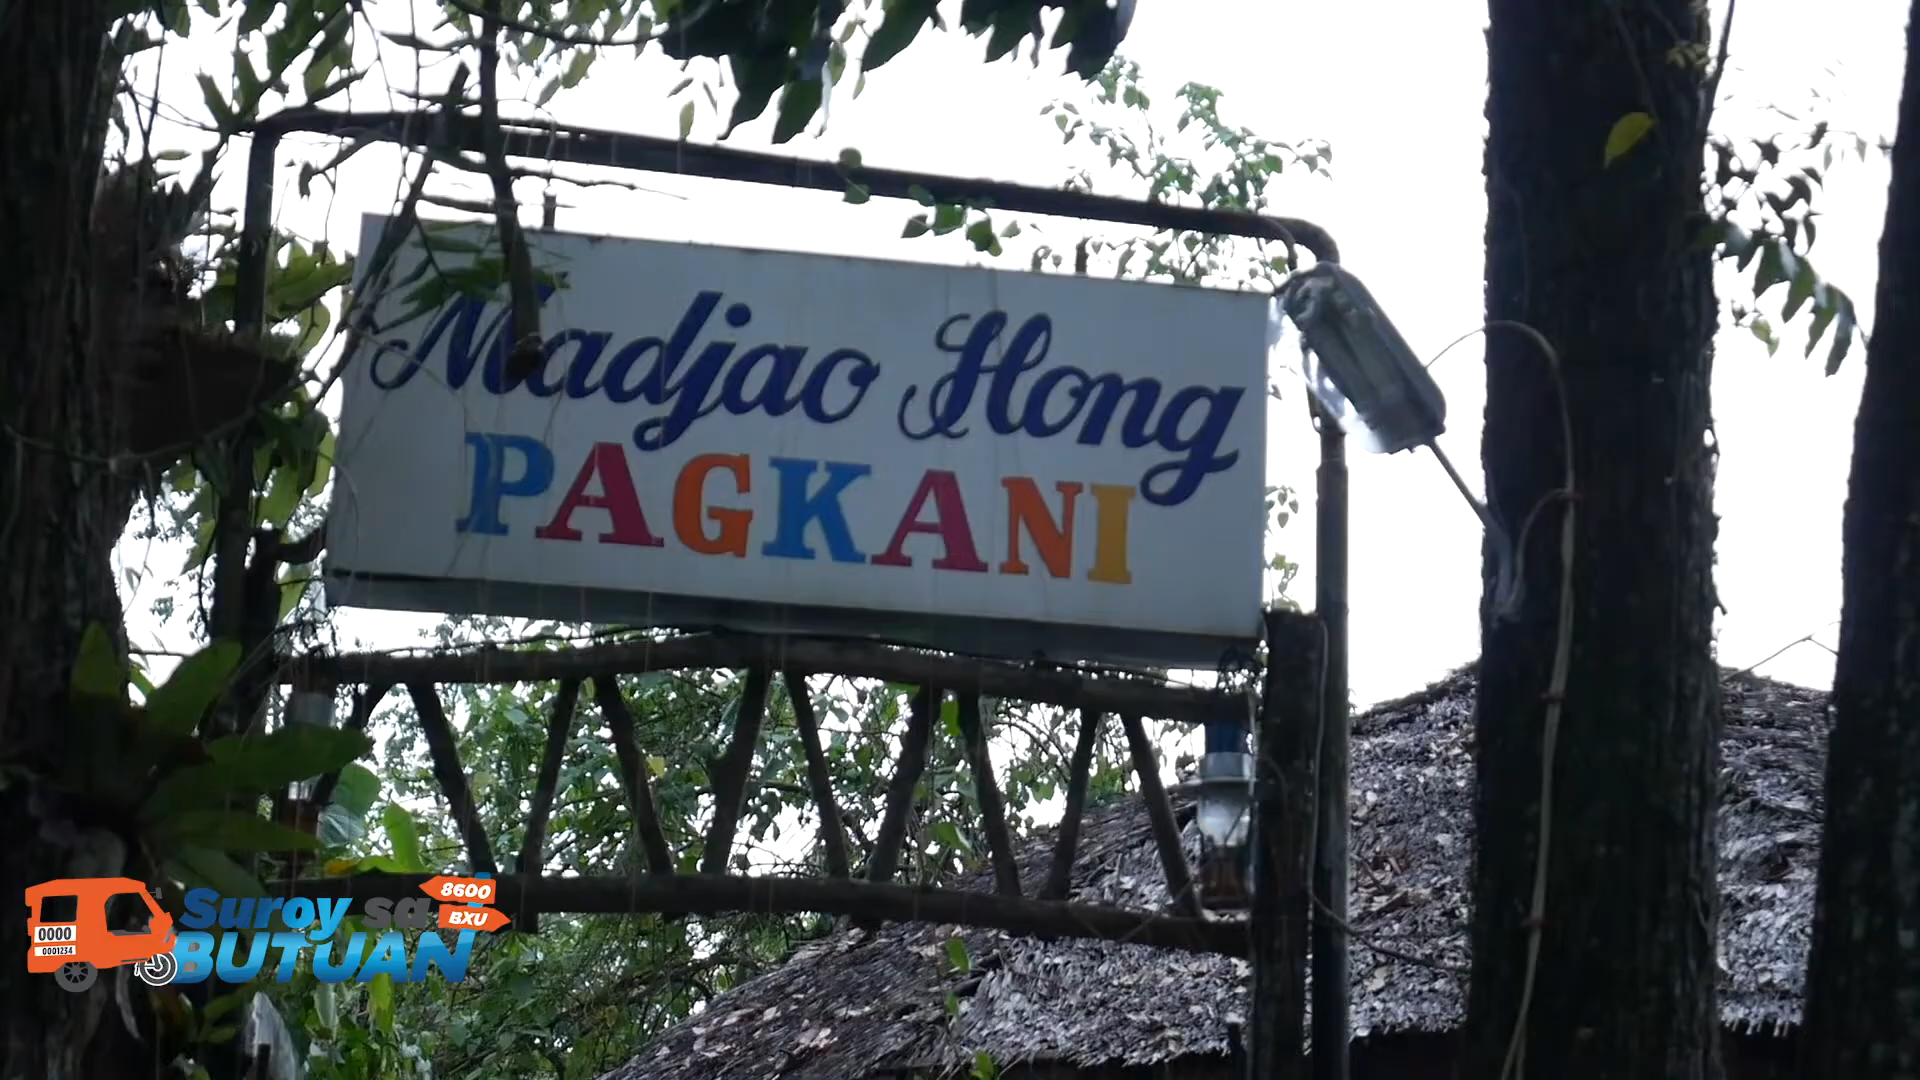 Madjao Hong
PAGKANI
8600
Suroy sa
BXU
BUTUAN
0000
0001234